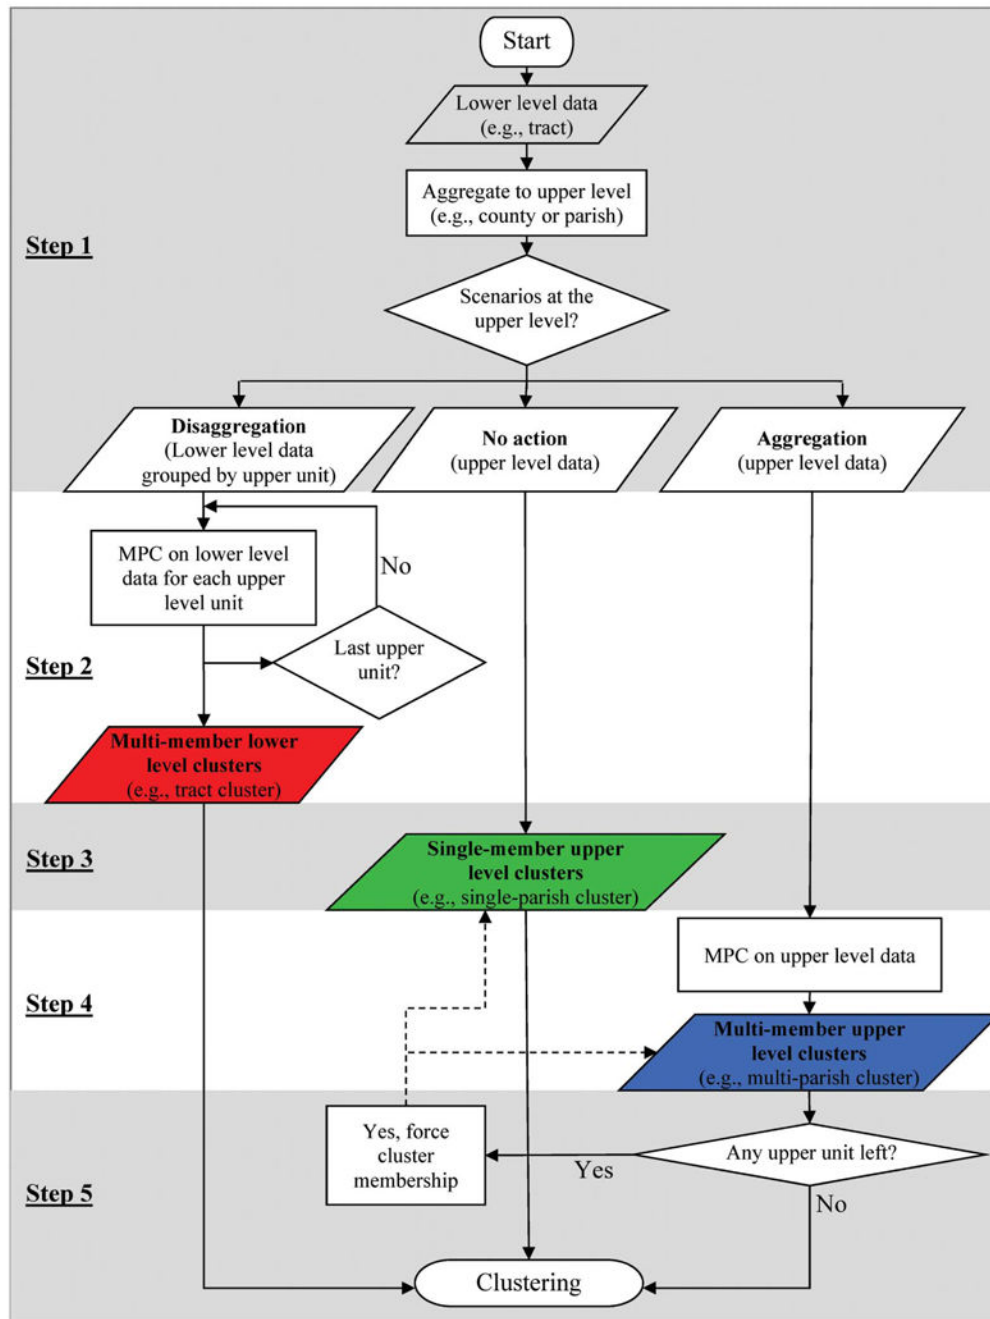 Start
Lower level data
(e.g., tract)
Aggregate to upper level
(e.g., county or parish)
Step 1
Scenarios at the
upper level?
Disaggregation
(Lower level data
grouped by upper unit)
No action
(upper level data)
Aggregation
(upper level data)
MPC on lower level
data for each upper
level unit
No
Step 2
Last upper
unit?
Multi-member lower
level clusters
(e.g., tract cluster)
Step 3
Single-member upper
level clusters
(e.g., single-parish cluster)
MPC on upper level data
Step 4
Multi-member upper
level clusters
(e.g., multi-parish cluster)
Yes, force
cluster
membership
Yes
Any upper unit left?
Step 5
No
Clustering